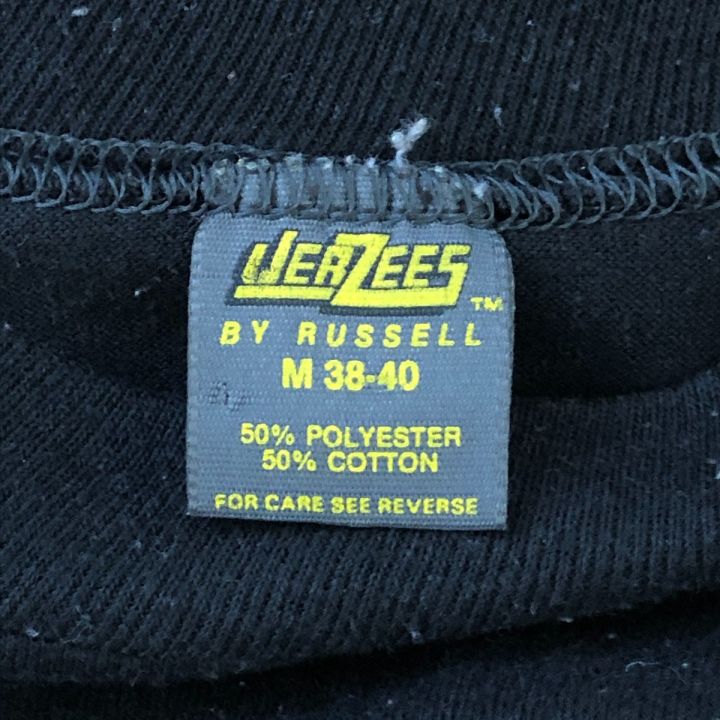 JERZEES
TM
BY RUSSELL
M 38-40
50% POLYESTER
50% COTTON
FOR CARE SEE REVERSE